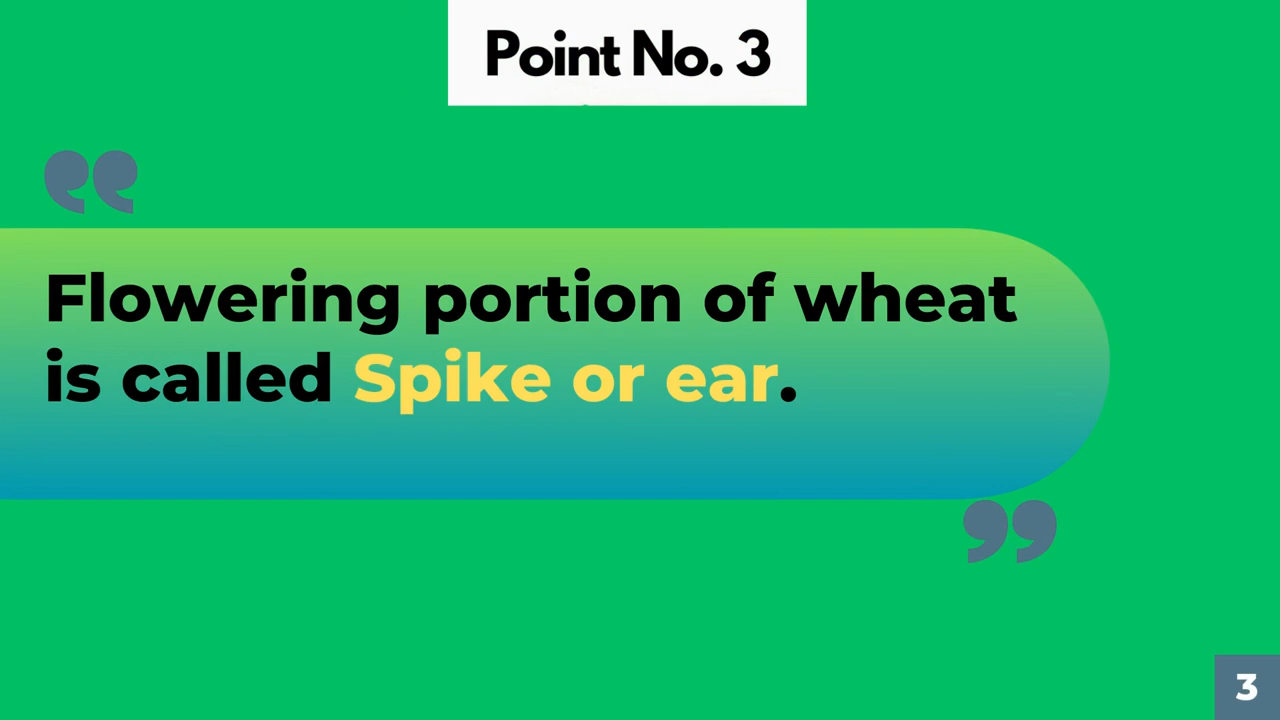 Point No. 3
Flowering portion of wheat
is called Spike or ear.
3